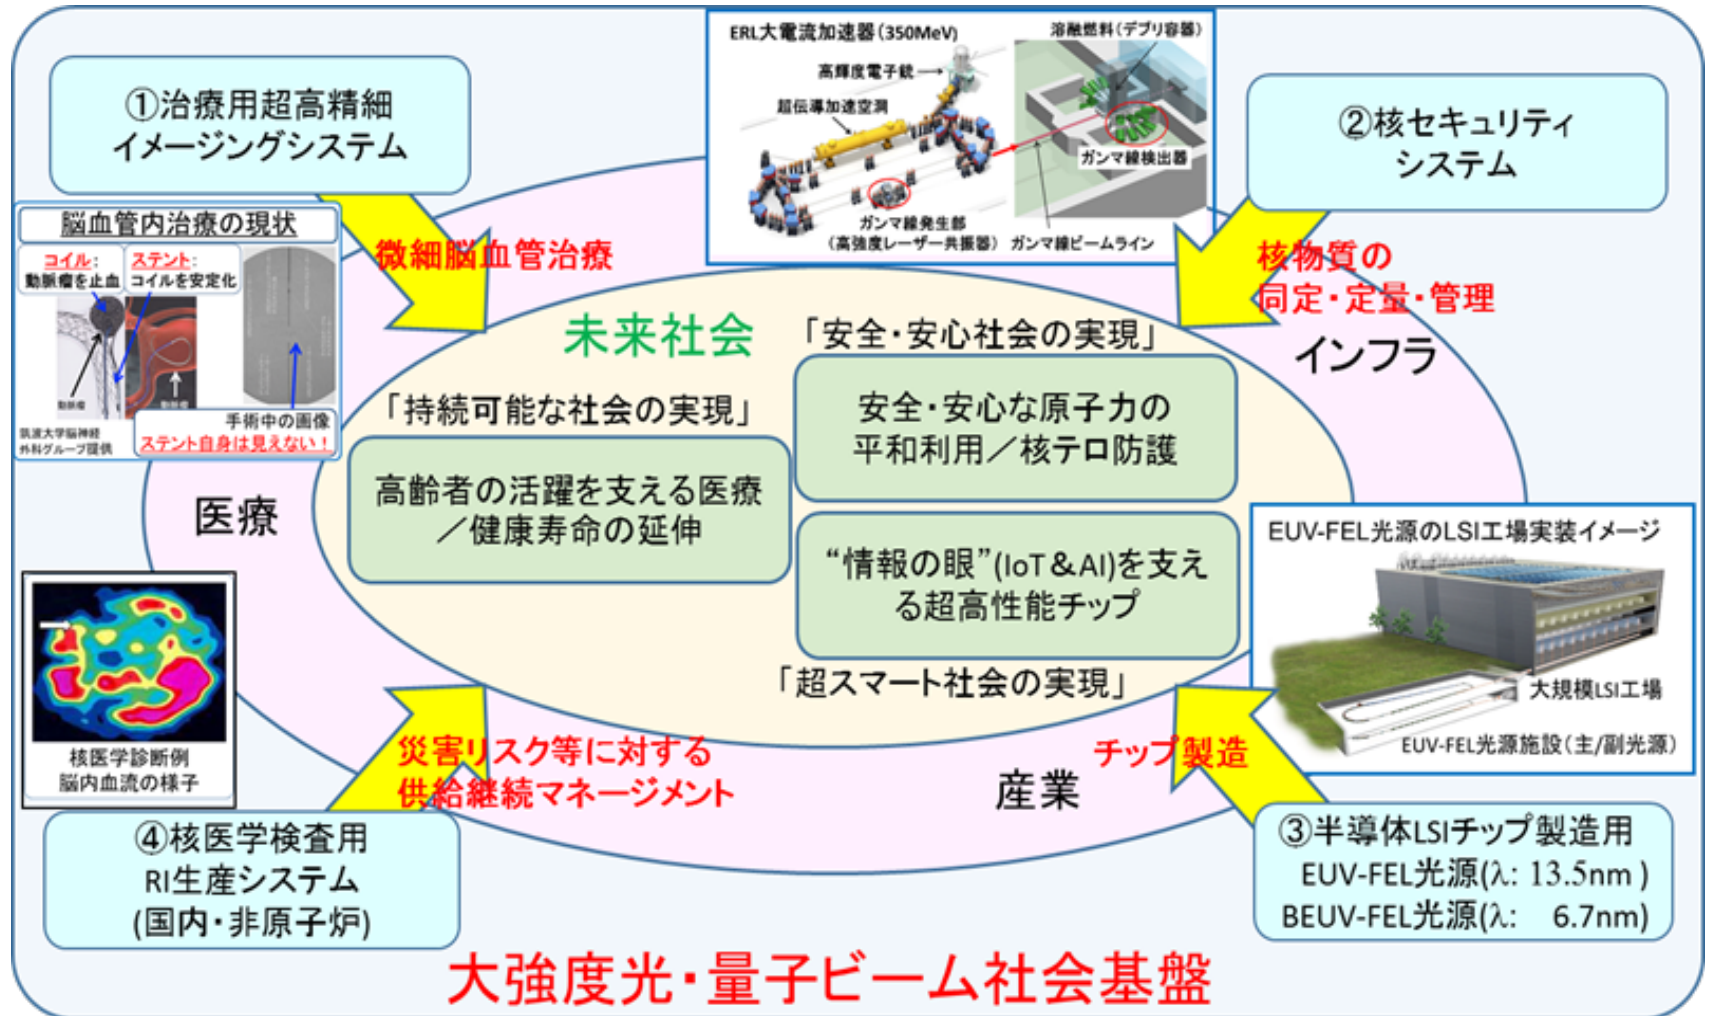 ①治療用超高精細
イメージングシステム
ERL大電流加速器(350MeV)
高輝度電子銃
超伝導加速空洞
ガンマ線発生部
(高強度レーザー共振器)
ガンマ線ビームライン
溶融燃料(デブリ容器)
ガンマ線検出器
②核セキュリティ
システム
脳血管内治療の現状
コイル:
動脈瘤を止血
ステント:
コイルを安定化
動脈瘤
動脈瘤
筑波大学脳神経
外科グループ提供
手術中の画像
ステント自身は見えない!
微細脳血管治療
核物質の
同定・定量・管理
インフラ
未来社会
「安全・安心社会の実現」
安全・安心な原子力の
平和利用/核テロ防護
「持続可能な社会の実現」
高齢者の活躍を支える医療
/健康寿命の延伸
“情報の眼”(IoT&AI)を支え
る超高性能チップ
「超スマート社会の実現」
医療
EUV-FEL光源のLSI工場実装イメージ
大規模LSI工場
EUV-FEL光源施設(主/副光源)
核医学診断例
脳内血流の様子
災害リスク等に対する
供給継続マネージメント
チップ製造
産業
④核医学検査用
RI生産システム
(国内・非原子炉)
③半導体LSIチップ製造用
EUV-FEL光源(λ: 13.5nm )
BEUV-FEL光源(λ: 6.7nm)
大強度光・量子ビーム社会基盤